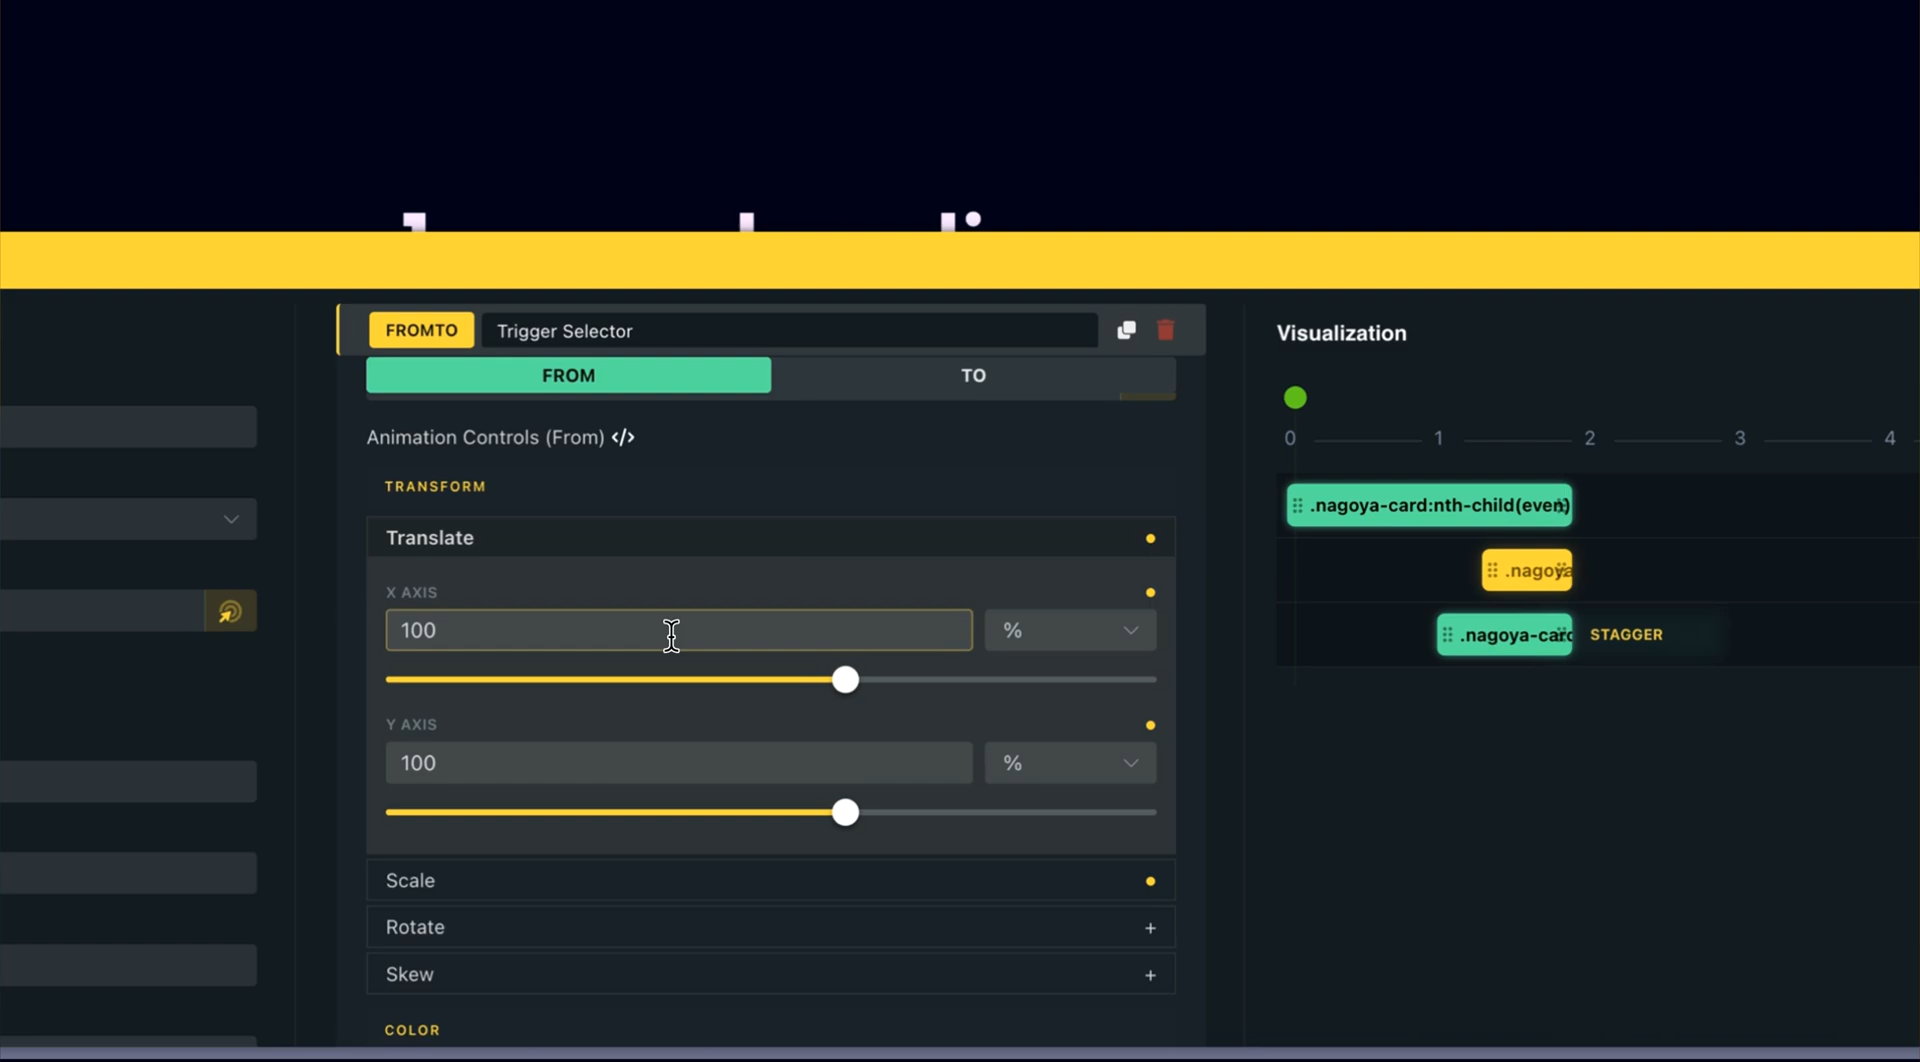 FROMTO
Trigger Selector
FROM
TO
Animation Controls (From) </>
TRANSFORM
Translate
X AXIS
100
%
Y AXIS
100
%
Scale
Rotate
Skew
COLOR
Visualization
0 1 2 3 4
.nagoya-card:nth-child(even)
.nagoya
.nagoya-card
STAGGER